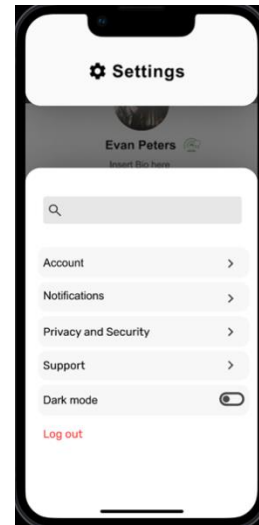 Settings
Evan Peters
Insert Bio here
Account
Notifications
Privacy and Security
Support
Dark mode
Log out